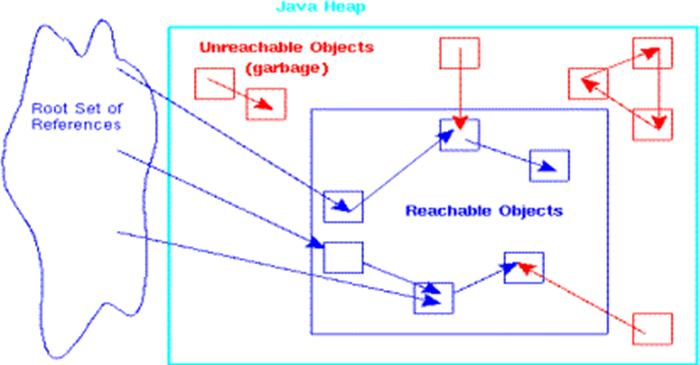 Java Heap
Unreachable Objects
(garbage)
Root Set of
References
Reachable Objects